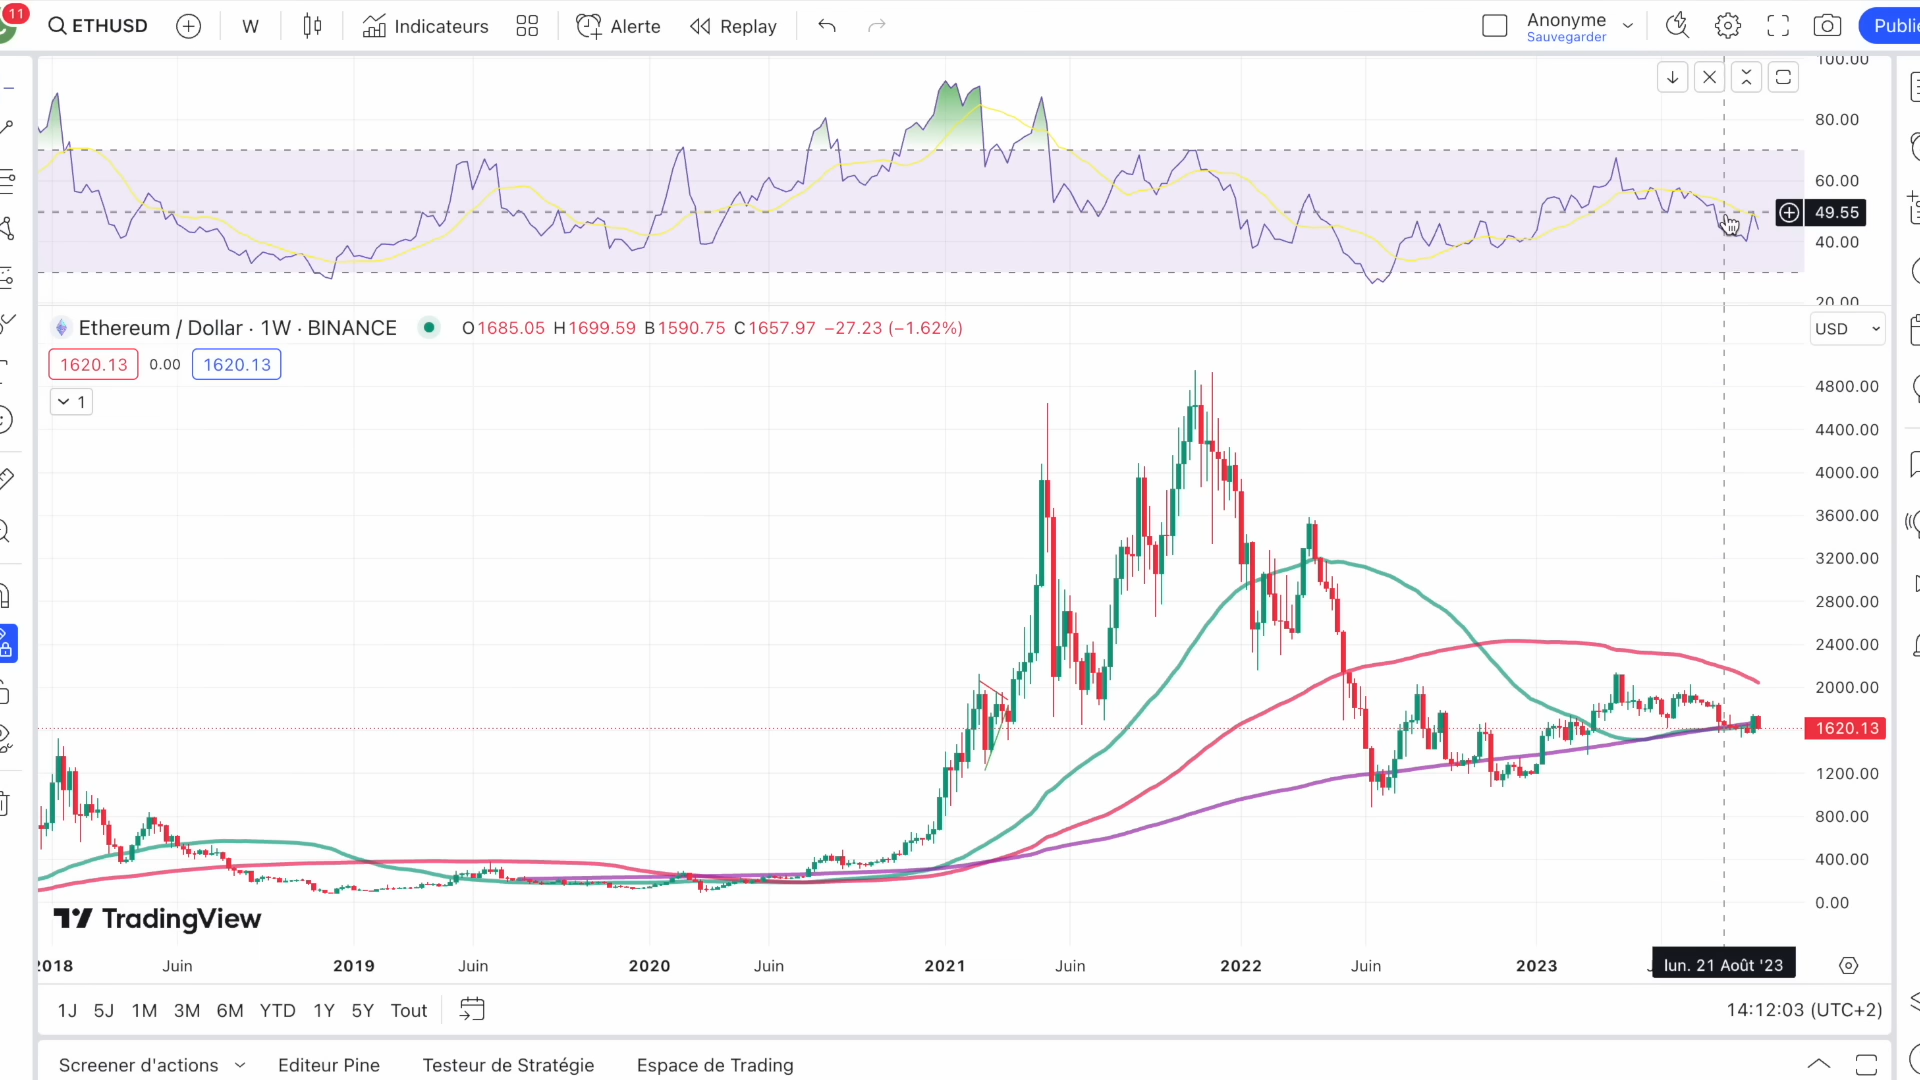 11
ETHUSD
W
Indicateurs
Alerte
Replay
Anonyme
Sauvegarder
100.00
80.00
60.00
49.55
40.00
20.00
Ethereum / Dollar · 1W · BINANCE
O1685.05 H1699.59 B1590.75 C1657.97 −27.23 (−1.62%)
USD
1620.13 0.00 1620.13
1
4800.00
4400.00
4000.00
3600.00
3200.00
2800.00
2400.00
2000.00
1620.13
1200.00
800.00
400.00
0.00
TradingView
2018 Juin 2019 Juin 2020 Juin 2021 Juin 2022 Juin 2023 lun. 21 Août '23
1J 5J 1M 3M 6M YTD 1Y 5Y Tout
14:12:03 (UTC+2)
Screener d'actions Editeur Pine Testeur de Stratégie Espace de Trading